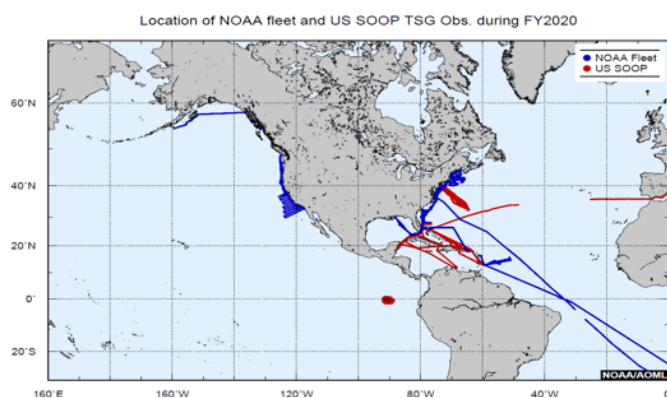 Location of NOAA fleet and US SOOP TSG Obs. during FY2020
NOAA Fleet
US SOOP
60°N
40°N
20°N
0°
20°S
160°E
160°W
120°W
80°W
40°W
0°
NOAA/AOML